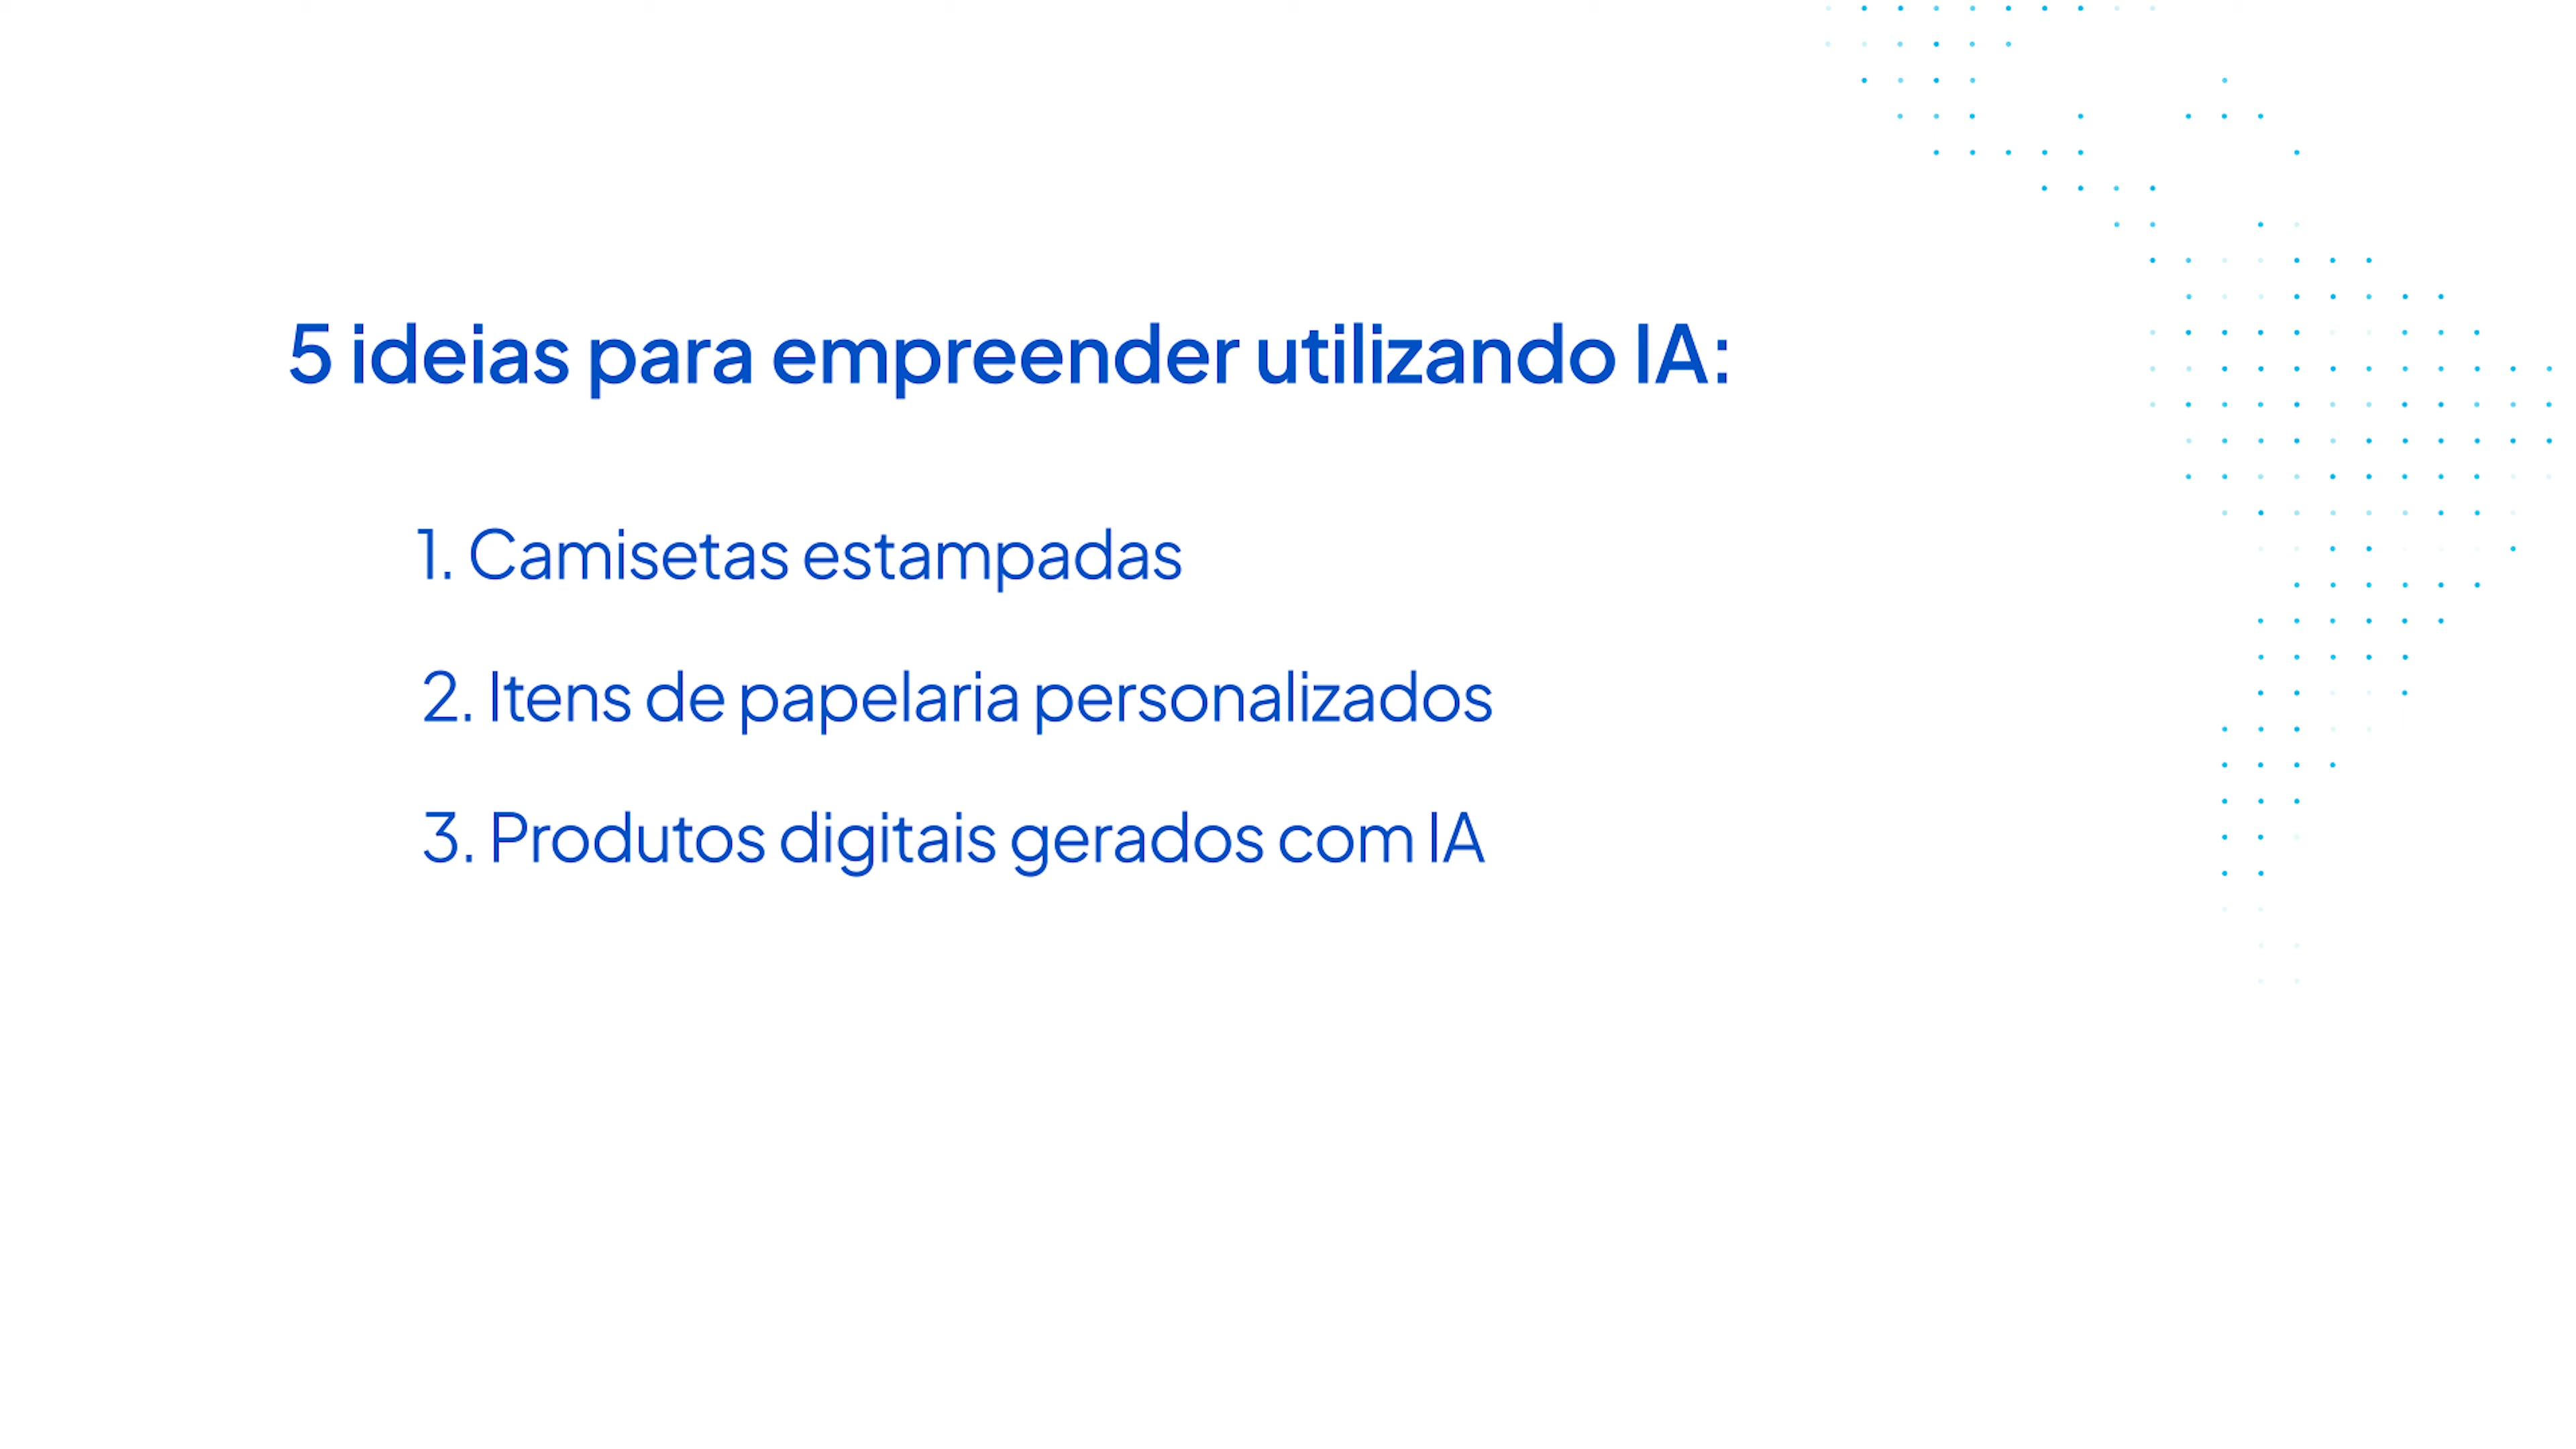 5 ideias para empreender utilizando IA:
1. Camisetas estampadas
2. Itens de papelaria personalizados
3. Produtos digitais gerados com IA